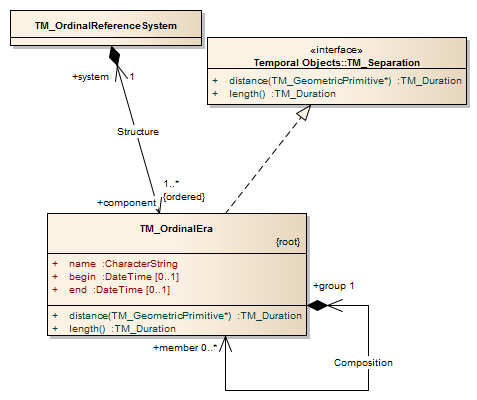 TM_OrdinalReferenceSystem
«interface»
Temporal Objects::TM_Separation
+ distance(TM_GeometricPrimitive*) :TM_Duration
+ length() :TM_Duration
+system
1
Structure
1..*
{ordered}
+component
TM_OrdinalEra
{root}
+ name :CharacterString
+ begin :DateTime [0..1]
+ end :DateTime [0..1]
+ distance(TM_GeometricPrimitive*) :TM_Duration
+ length() :TM_Duration
+group 1
+member 0..*
Composition